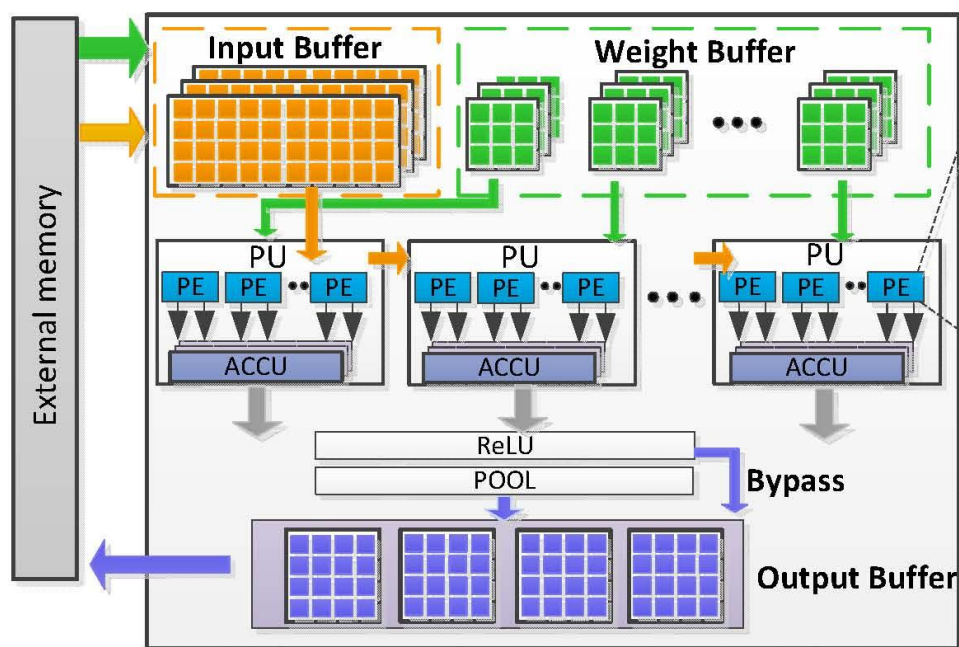 Input Buffer
Weight Buffer
External memory
PU
PU
PU
PE PE PE
PE PE PE
PE PE PE
ACCU
ACCU
ACCU
ReLU
POOL
Bypass
Output Buffer